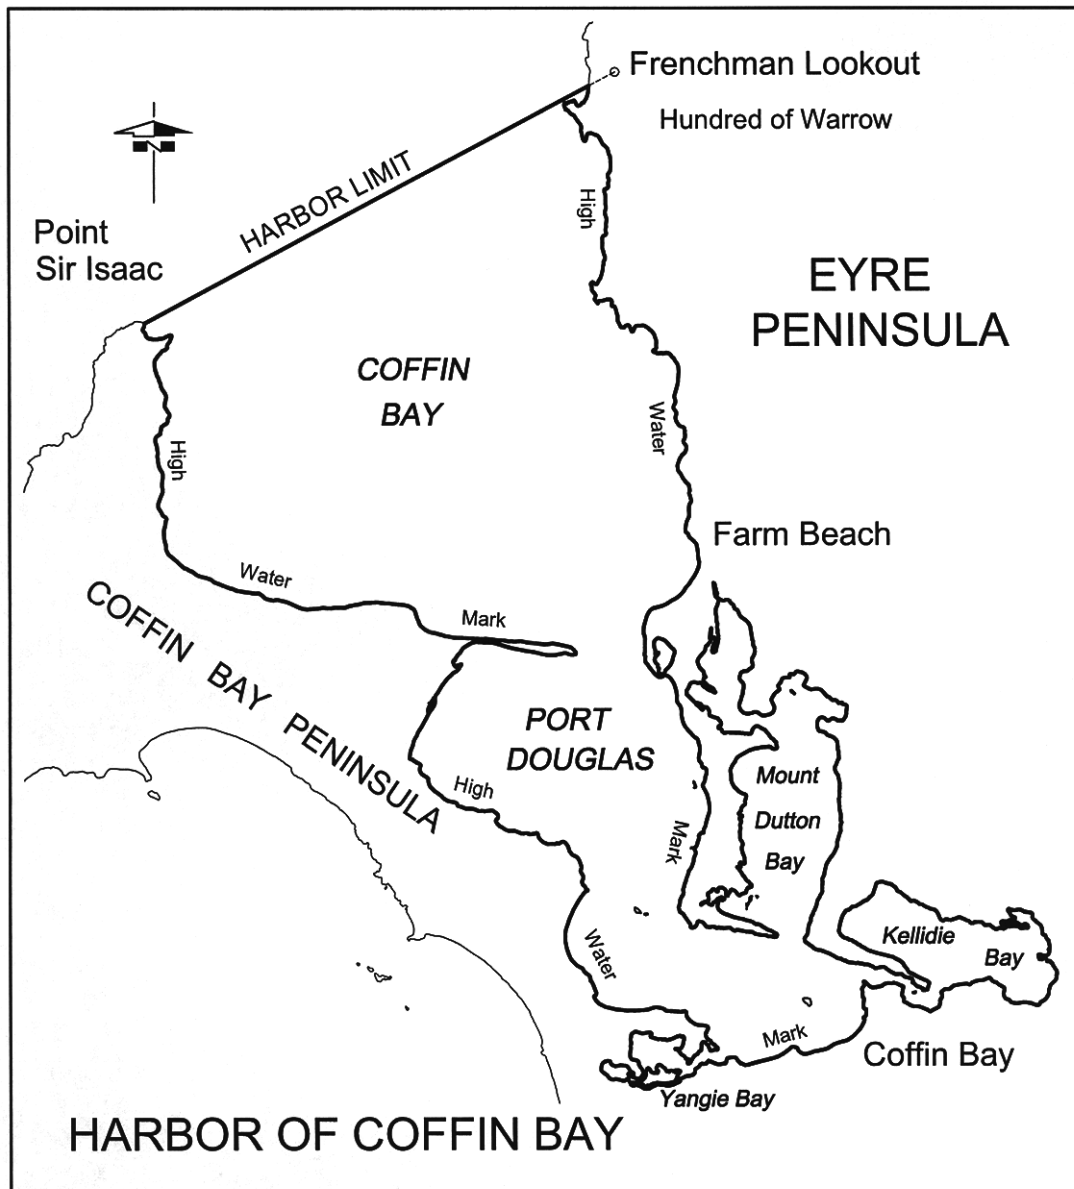 Frenchman Lookout
Hundred of Warrow
N
HARBOR LIMIT
Point
Sir Isaac
High
EYRE
PENINSULA
COFFIN
BAY
High
Water
Farm Beach
Water
Mark
COFFIN BAY PENINSULA
PORT
DOUGLAS
High
Mark
Mount
Dutton
Bay
Kellidie
Bay
Water
Mark
Coffin Bay
Yangie Bay
HARBOR OF COFFIN BAY